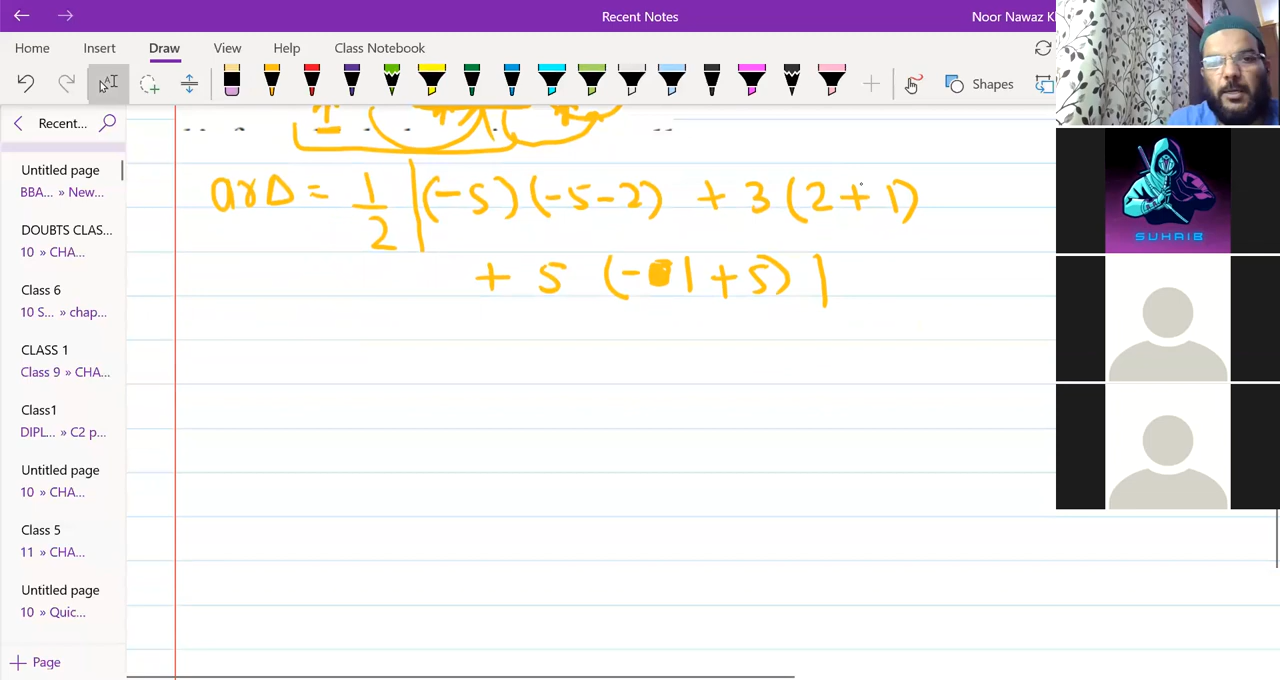 Recent Notes
Noor Nawaz K
Home Insert Draw View Help Class Notebook
Shapes
Recent...
Untitled page
BBA... » New...
DOUBTS CLAS...
10 » CHA...
Class 6
10 S... » chap...
CLASS 1
Class 9 » CHA...
Class1
DIPL... » C2 p...
Untitled page
10 » CHA...
Class 5
11 » CHA...
Untitled page
10 » Quic...
+ Page
arΔ = 1/2 |(-5)(-5-2) + 3(2+1)
+ 5 (-1+5)|
SUHAIB